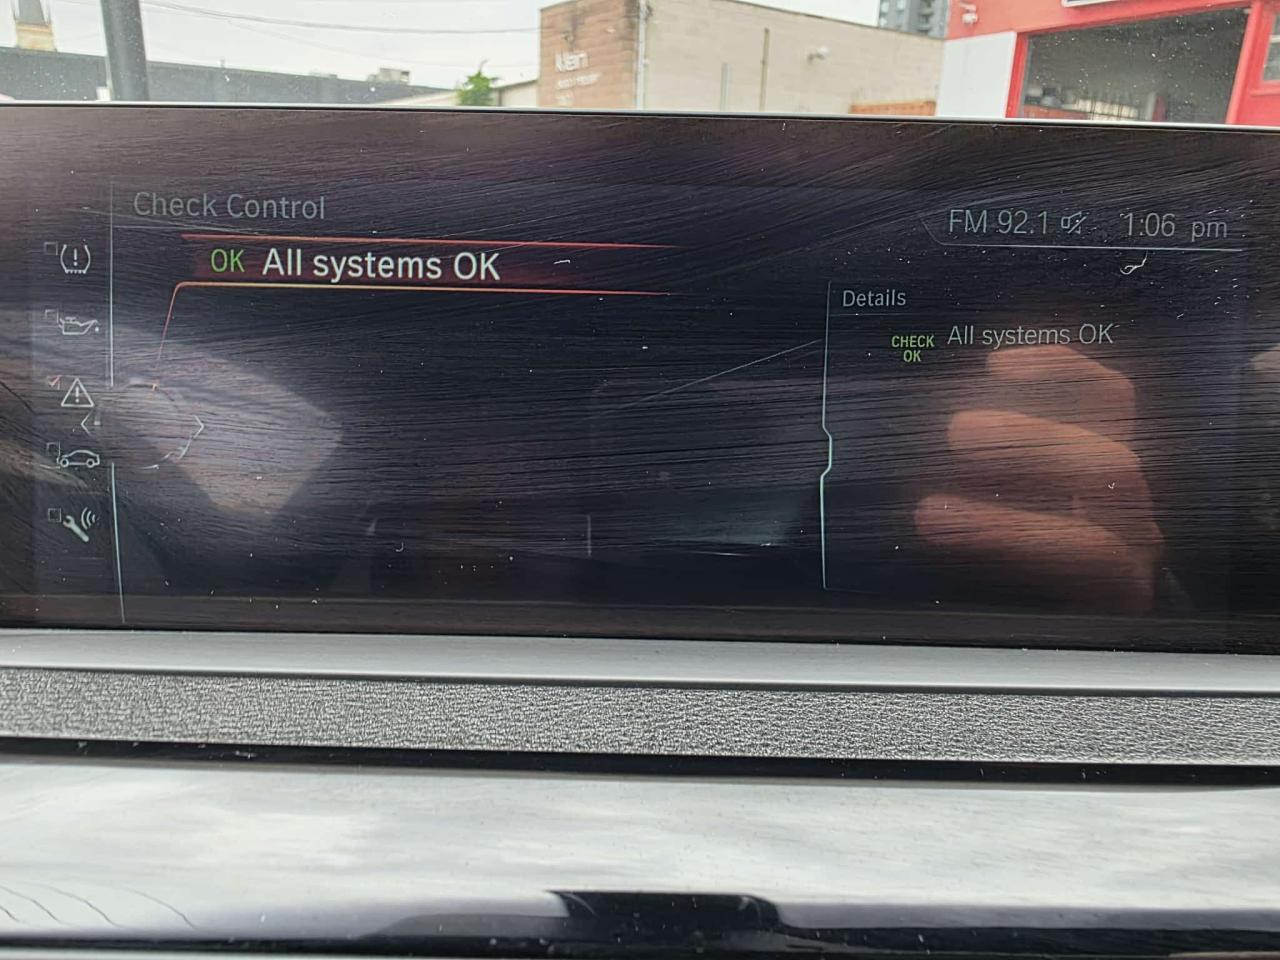 Check Control
FM 92.1 1:06 pm
OK All systems OK
Details
CHECK
OK
All systems OK